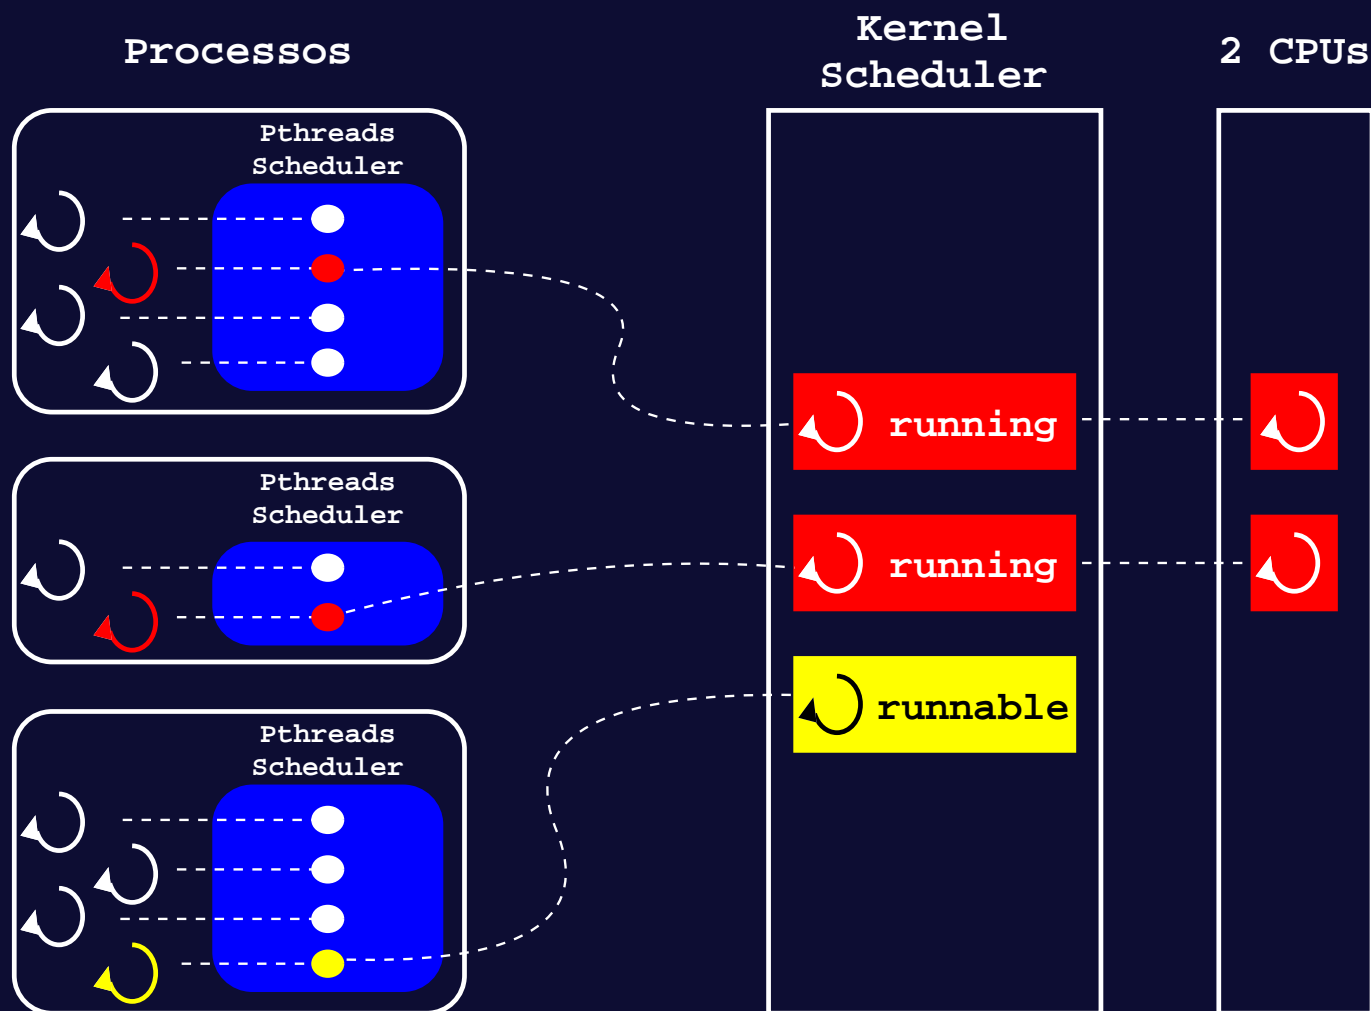 Processos
Kernel
Scheduler
2 CPUs
Pthreads
Scheduler
running
Pthreads
Scheduler
running
runnable
Pthreads
Scheduler